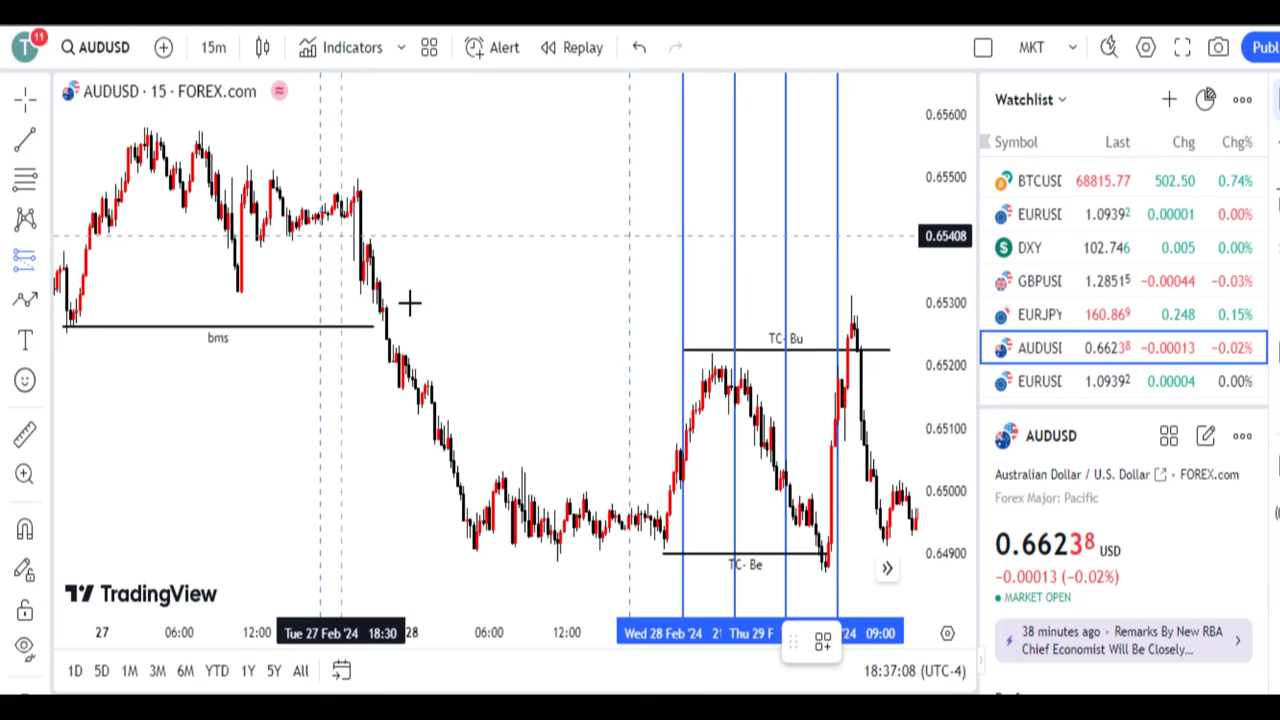 T 11 AUDUSD 15m Indicators Alert Replay MKT Publ
AUDUSD · 15 · FOREX.com
0.65600
0.65500
0.65408
0.65300
0.65200
0.65100
0.65000
0.64900
bms
TC- Bu
TC- Be
TradingView
27 06:00 12:00 Tue 27 Feb '24 18:30 28 06:00 12:00 Wed 28 Feb '24 Thu 29 F '24 09:00
1D 5D 1M 3M 6M YTD 1Y 5Y All 18:37:08 (UTC-4)
Watchlist
Symbol Last Chg Chg%
BTCUSI 68815.77 502.50 0.74%
EURUSI 1.09392 0.00001 0.00%
DXY 102.746 0.005 0.00%
GBPUSI 1.28515 −0.00044 −0.03%
EURJPY 160.869 0.248 0.15%
AUDUSI 0.66238 −0.00013 −0.02%
EURUSI 1.09392 0.00004 0.00%
AUDUSD
Australian Dollar / U.S. Dollar • FOREX.com
Forex Major: Pacific
0.66238 USD
−0.00013 (−0.02%)
MARKET OPEN
38 minutes ago • Remarks By New RBA
Chief Economist Will Be Closely...